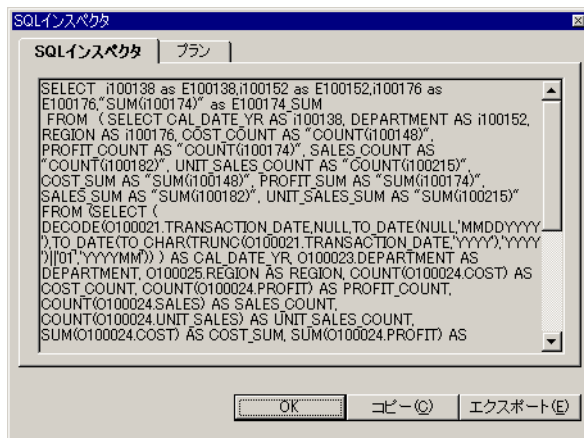 SQLインスペクタ
SQLインスペクタ
プラン
SELECT i100138 as E100138,i100152 as E100152,i100176 as
E100176,"SUM(i100174)" as E100174_SUM
FROM ( SELECT CAL_DATE_YR AS i100138, DEPARTMENT AS i100152,
REGION AS i100176, COST_COUNT AS "COUNT(i100148)",
PROFIT_COUNT AS "COUNT(i100174)", SALES_COUNT AS
"COUNT(i100182)", UNIT_SALES_COUNT AS "COUNT(i100215)",
COST_SUM AS "SUM(i100148)", PROFIT_SUM AS "SUM(i100174)",
SALES_SUM AS "SUM(i100182)", UNIT_SALES_SUM AS "SUM(i100215)"
FROM (SELECT (
DECODE(O100021.TRANSACTION_DATE,NULL,TO_DATE(NULL,'MMDDYYYY
'),TO_DATE(TO_CHAR(TRUNC(O100021.TRANSACTION_DATE,'YYYY'),'YYYY
')||'01','YYYYMM')) ) AS CAL_DATE_YR, O100023.DEPARTMENT AS
DEPARTMENT, O100025.REGION AS REGION, COUNT(O100024.COST) AS
COST_COUNT, COUNT(O100024.PROFIT) AS PROFIT_COUNT,
COUNT(O100024.SALES) AS SALES_COUNT,
COUNT(O100024.UNIT_SALES) AS UNIT_SALES_COUNT,
SUM(O100024.COST) AS COST_SUM, SUM(O100024.PROFIT) AS
OK
コピー(C)
エクスポート(E)